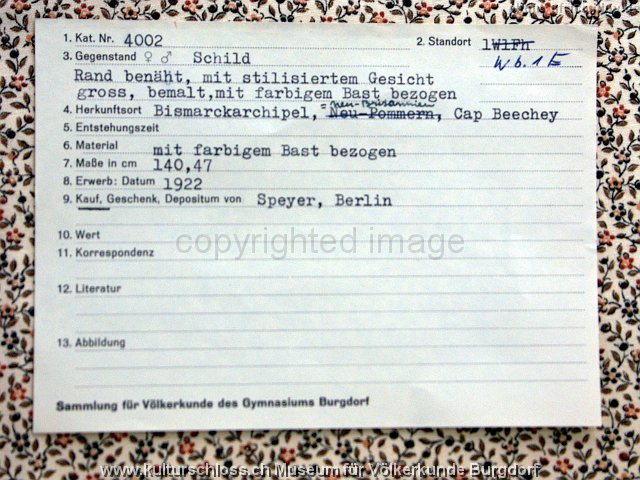 1. Kat. Nr. 4002 2. Standort 1W1Fh
3. Gegenstand ♀ ♂ Schild W b. 1 E
Rand benäht, mit stilisiertem Gesicht
gross, bemalt,mit farbigem Bast bezogen
= Neu-Britannien
4. Herkunftsort Bismarckarchipel, Neu-Pommern, Cap Beechey
5. Entstehungszeit
6. Material mit farbigem Bast bezogen
7. Maße in cm 140,47
8. Erwerb: Datum 1922
9. Kauf, Geschenk, Depositum von Speyer, Berlin
10. Wert
copyrighted image
11. Korrespondenz
12. Literatur
13. Abbildung
Sammlung für Völkerkunde des Gymnasiums Burgdorf
www.kulturschloss.ch Museum für Völkerkunde Burgdorf